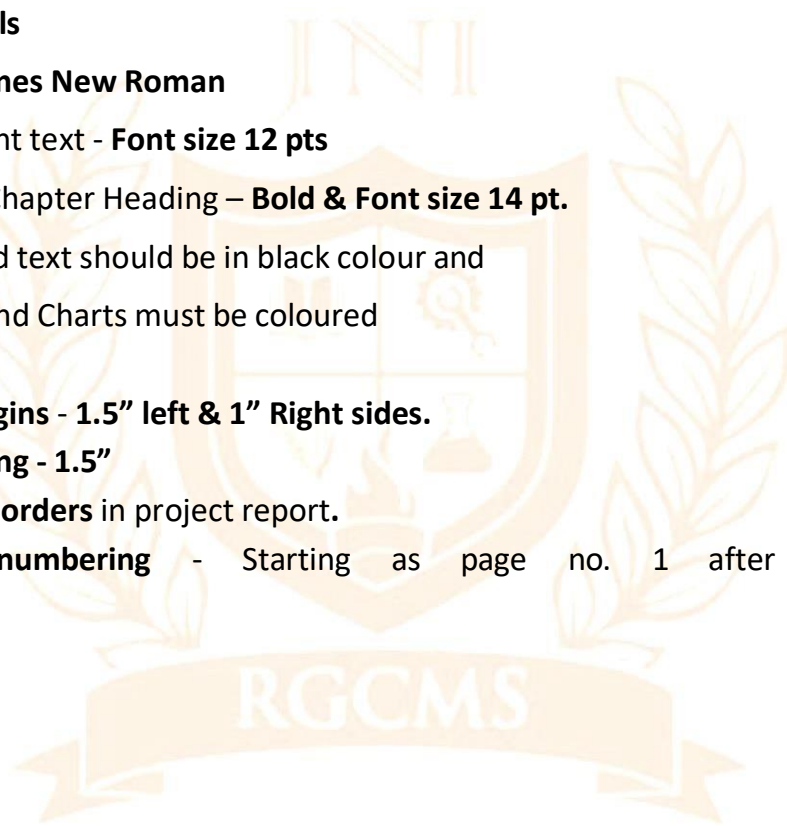 JNI
ls
nes New Roman
nt text - Font size 12 pts
Chapter Heading – Bold & Font size 14 pt.
d text should be in black colour and
nd Charts must be coloured
gins - 1.5” left & 1” Right sides.
ng - 1.5”
orders in project report.
numbering - Starting as page no. 1 after
RGCMS